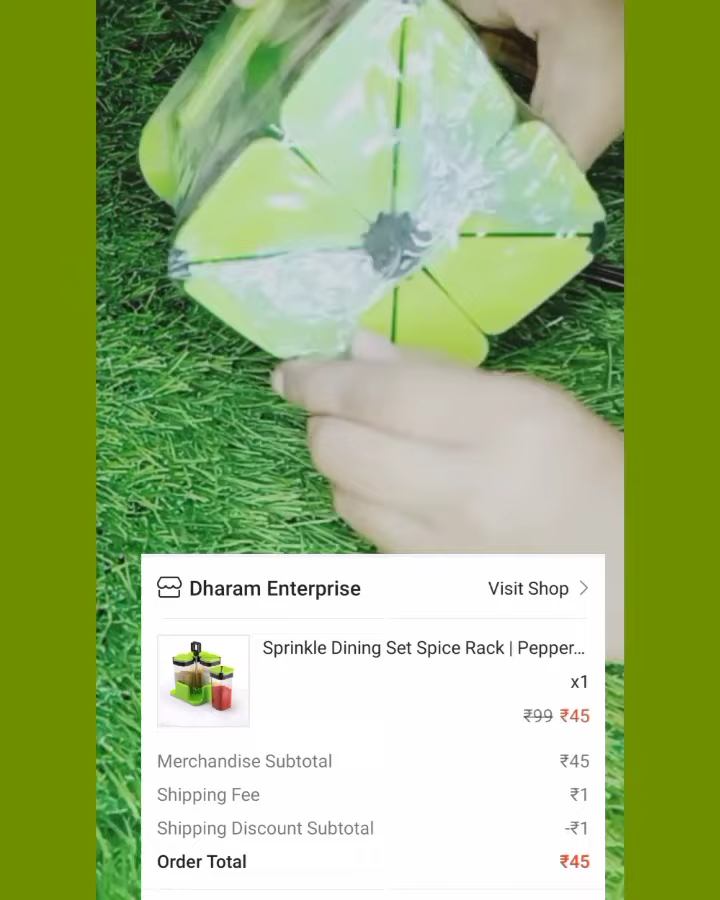 Dharam Enterprise Visit Shop
Sprinkle Dining Set Spice Rack | Pepper...
x1
₹99 ₹45
Merchandise Subtotal ₹45
Shipping Fee ₹1
Shipping Discount Subtotal -₹1
Order Total ₹45